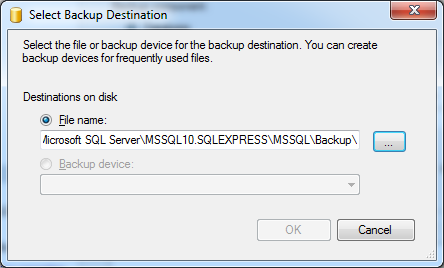 Select Backup Destination
Select the file or backup device for the backup destination. You can create
backup devices for frequently used files.
Destinations on disk
File name:
Microsoft SQL Server\MSSQL10.SQLEXPRESS\MSSQL\Backup\
...
Backup device:
OK
Cancel